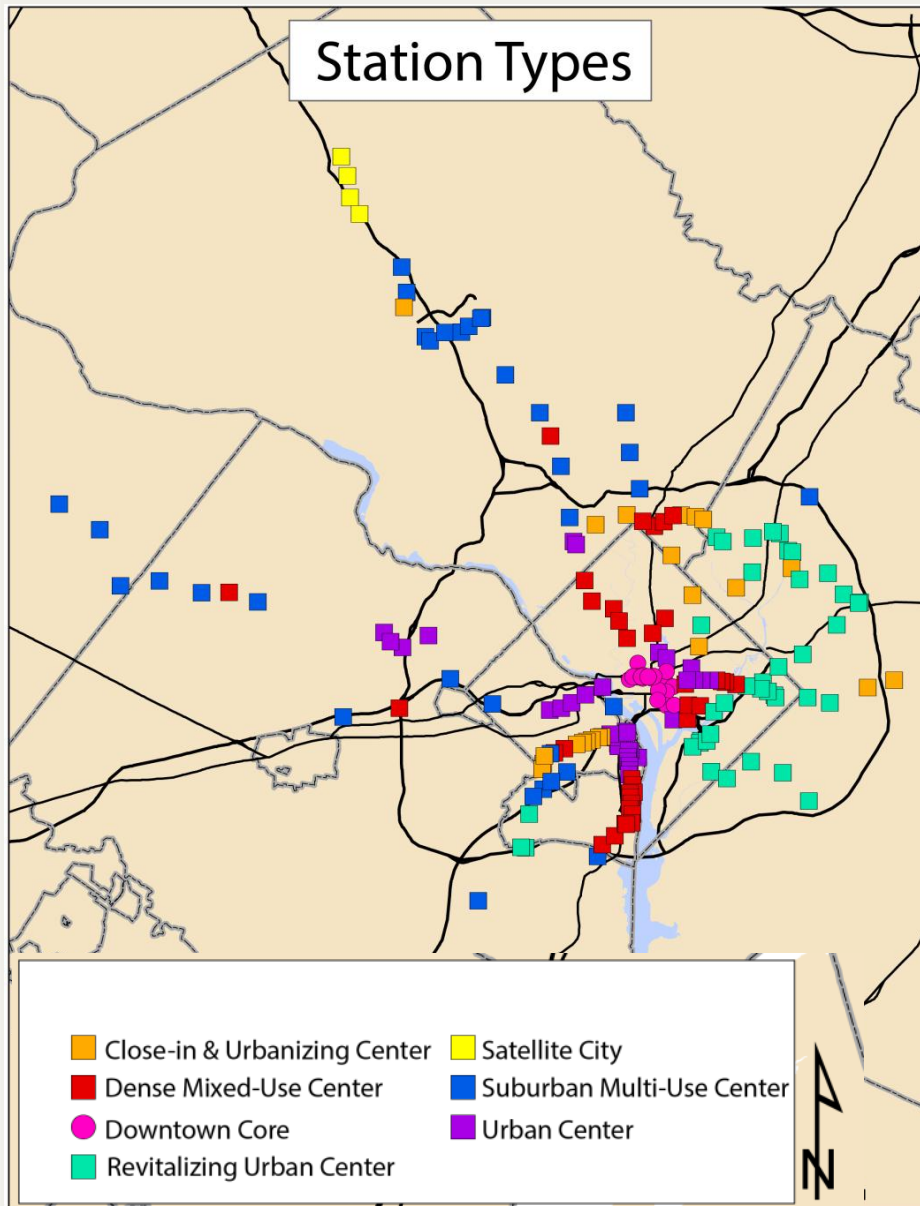 Station Types
Close-in & Urbanizing Center
Satellite City
Dense Mixed-Use Center
Suburban Multi-Use Center
Downtown Core
Urban Center
Revitalizing Urban Center
N